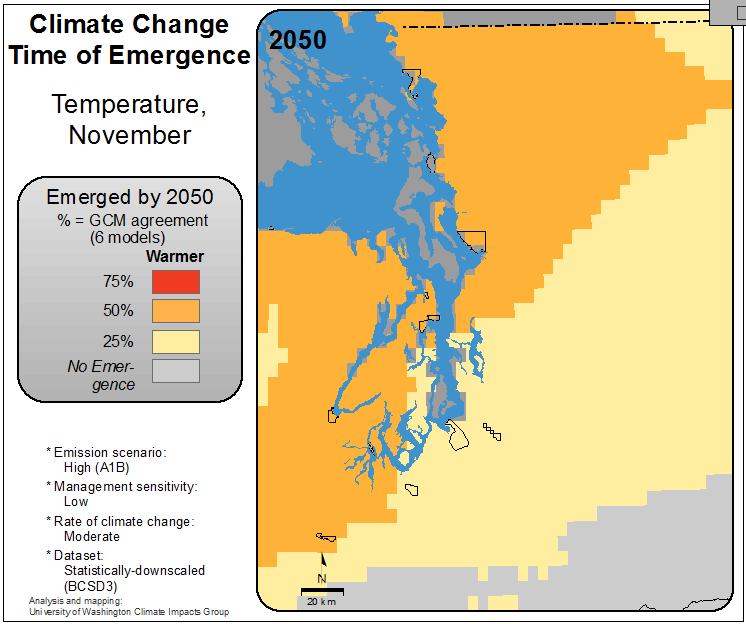 Climate Change
Time of Emergence
Temperature,
November
Emerged by 2050
% = GCM agreement
(6 models)
Warmer
75%
50%
25%
No Emer-
gence
* Emission scenario:
High (A1B)
* Management sensitivity:
Low
* Rate of climate change:
Moderate
* Dataset:
Statistically-downscaled
(BCSD3)
Analysis and mapping:
University of Washington Climate Impacts Group
2050
N
20 km